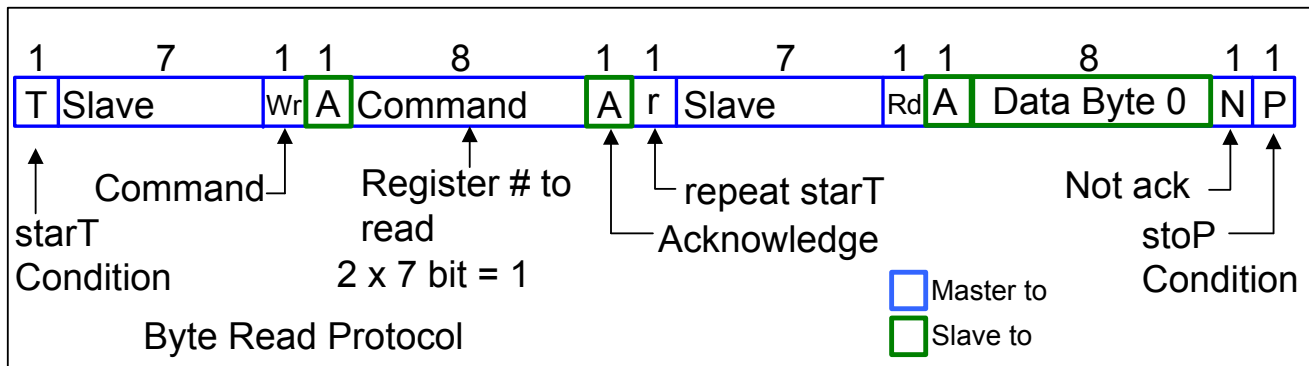 1 7 1 1 8 1 1 7 1 1 8 1 1
T Slave Wr A Command A r Slave Rd A Data Byte 0 N P
Command
Register # to
read
2 x 7 bit = 1
repeat starT
Acknowledge
Not ack
starT
Condition
stoP
Condition
Master to
Slave to
Byte Read Protocol